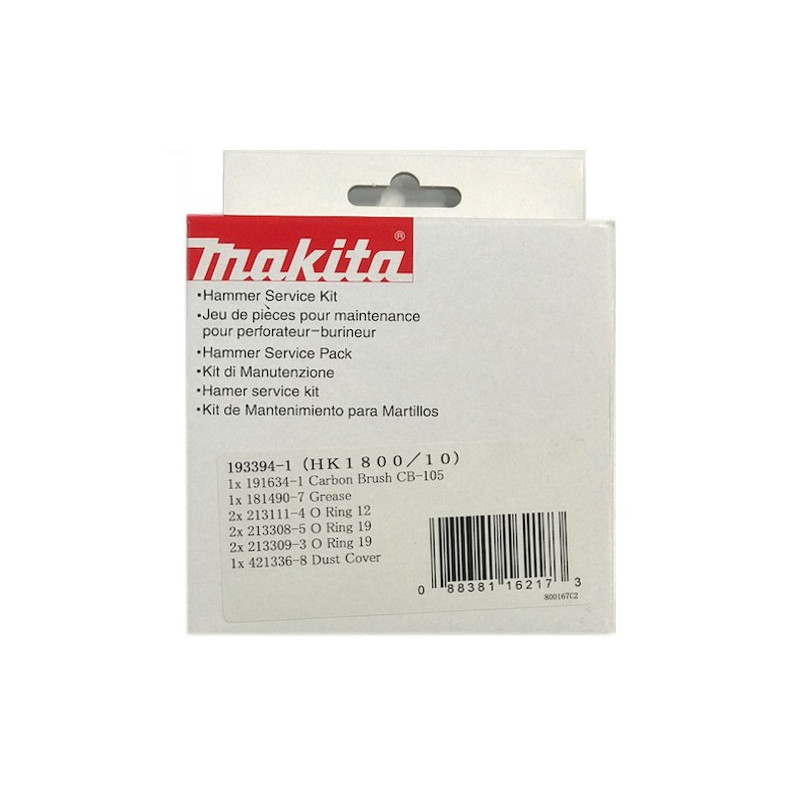 makita®
•Hammer Service Kit
•Jeu de pièces pour maintenance
pour perforateur-burineur
•Hammer Service Pack
•Kit di Manutenzione
•Hamer service kit
•Kit de Mantenimiento para Martillos
193394-1 (HK1800/10)
1x 191634-1 Carbon Brush CB-105
1x 181490-7 Grease
2x 213111-4 O Ring 12
2x 213308-5 O Ring 19
2x 213309-3 O Ring 19
1x 421336-8 Dust Cover
0 88381 16217 3
800167C2